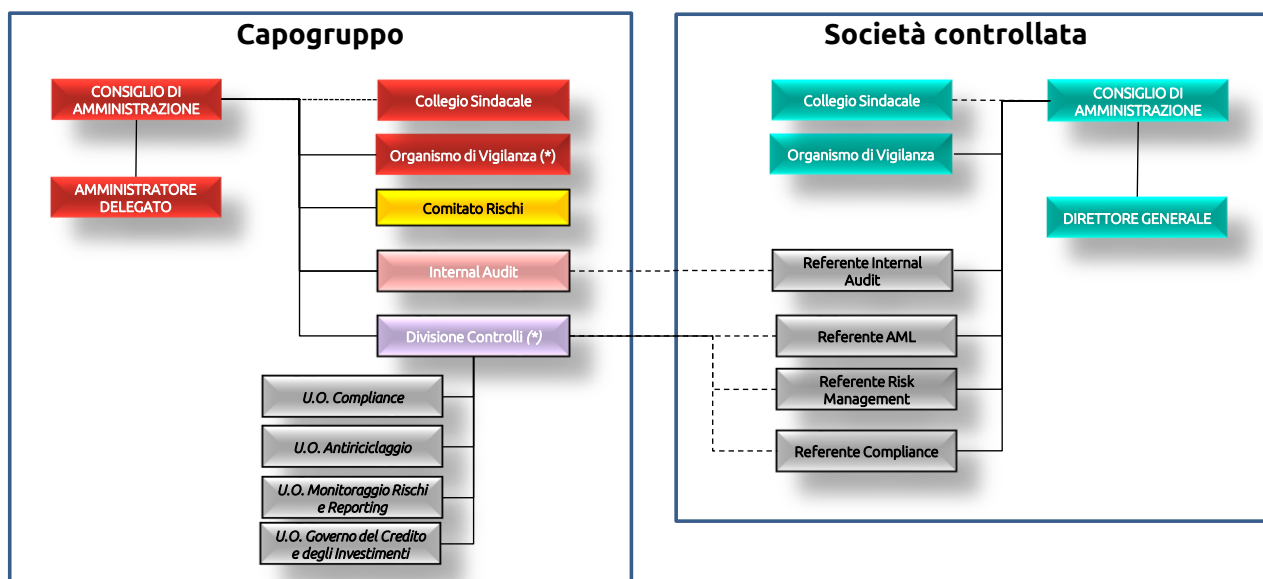 Capogruppo
CONSIGLIO DI
AMMINISTRAZIONE
AMMINISTRATORE
DELEGATO
Collegio Sindacale
Organismo di Vigilanza (*)
Comitato Rischi
Internal Audit
Divisione Controlli (*)
U.O. Compliance
U.O. Antiriciclaggio
U.O. Monitoraggio Rischi
e Reporting
U.O. Governo del Credito
e degli Investimenti
Società controllata
Collegio Sindacale
Organismo di Vigilanza
CONSIGLIO DI
AMMINISTRAZIONE
DIRETTORE GENERALE
Referente Internal
Audit
Referente AML
Referente Risk
Management
Referente Compliance